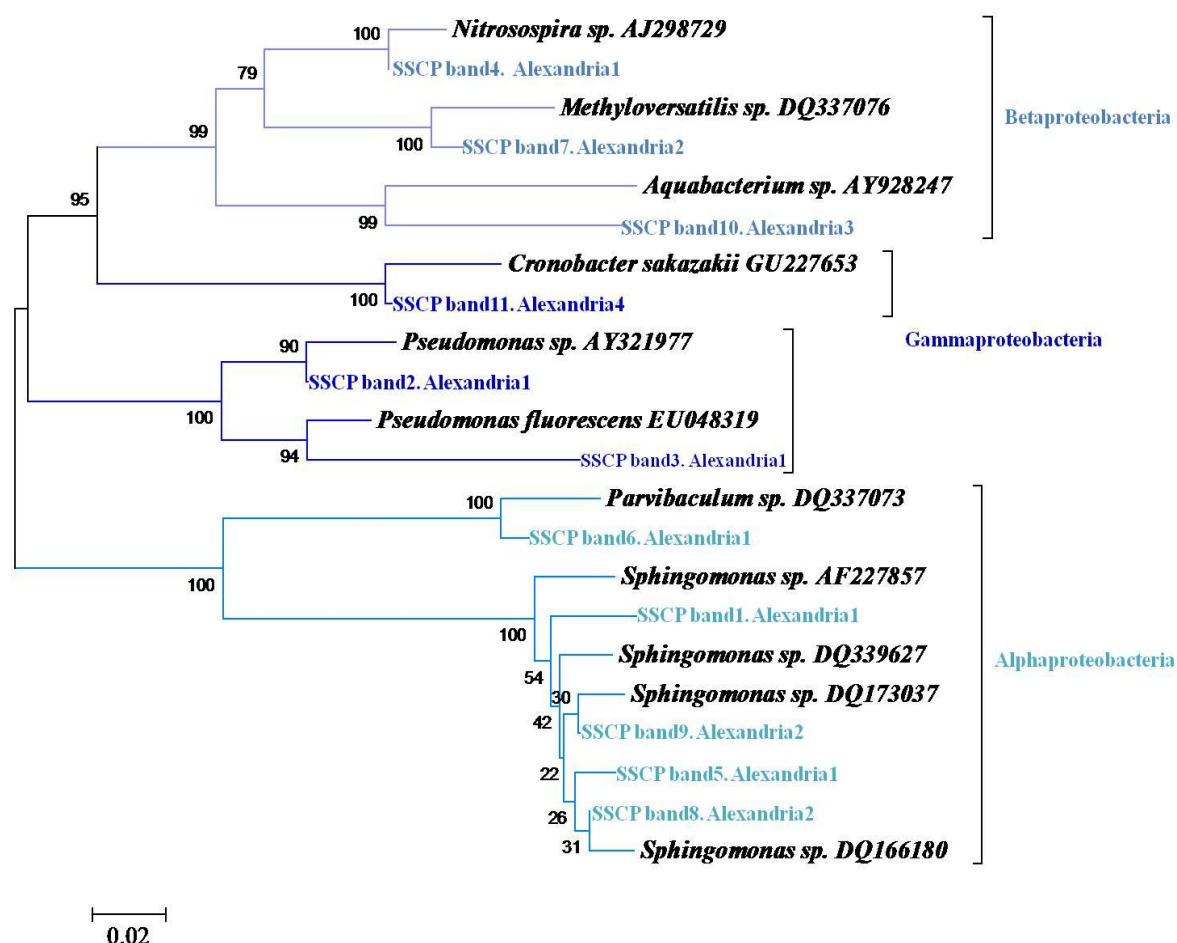 100
Nitrosospira sp. AJ298729
SSCP band4. Alexandria1
79
Methyloversatilis sp. DQ337076
100
SSCP band7. Alexandria2
Betaproteobacteria
99
Aquabacterium sp. AY928247
95
99
SSCP band10. Alexandria3
Cronobacter sakazakii GU227653
100
SSCP band11. Alexandria4
Gammaproteobacteria
90
Pseudomonas sp. AY321977
SSCP band2. Alexandria1
100
Pseudomonas fluorescens EU048319
94
SSCP band3. Alexandria1
100
Parvibaculum sp. DQ337073
SSCP band6. Alexandria1
100
Sphingomonas sp. AF227857
SSCP band1. Alexandria1
100
Sphingomonas sp. DQ339627
Alphaproteobacteria
54
30
Sphingomonas sp. DQ173037
42
SSCP band9. Alexandria2
22
SSCP band5. Alexandria1
SSCP band8. Alexandria2
26
31
Sphingomonas sp. DQ166180
0.02